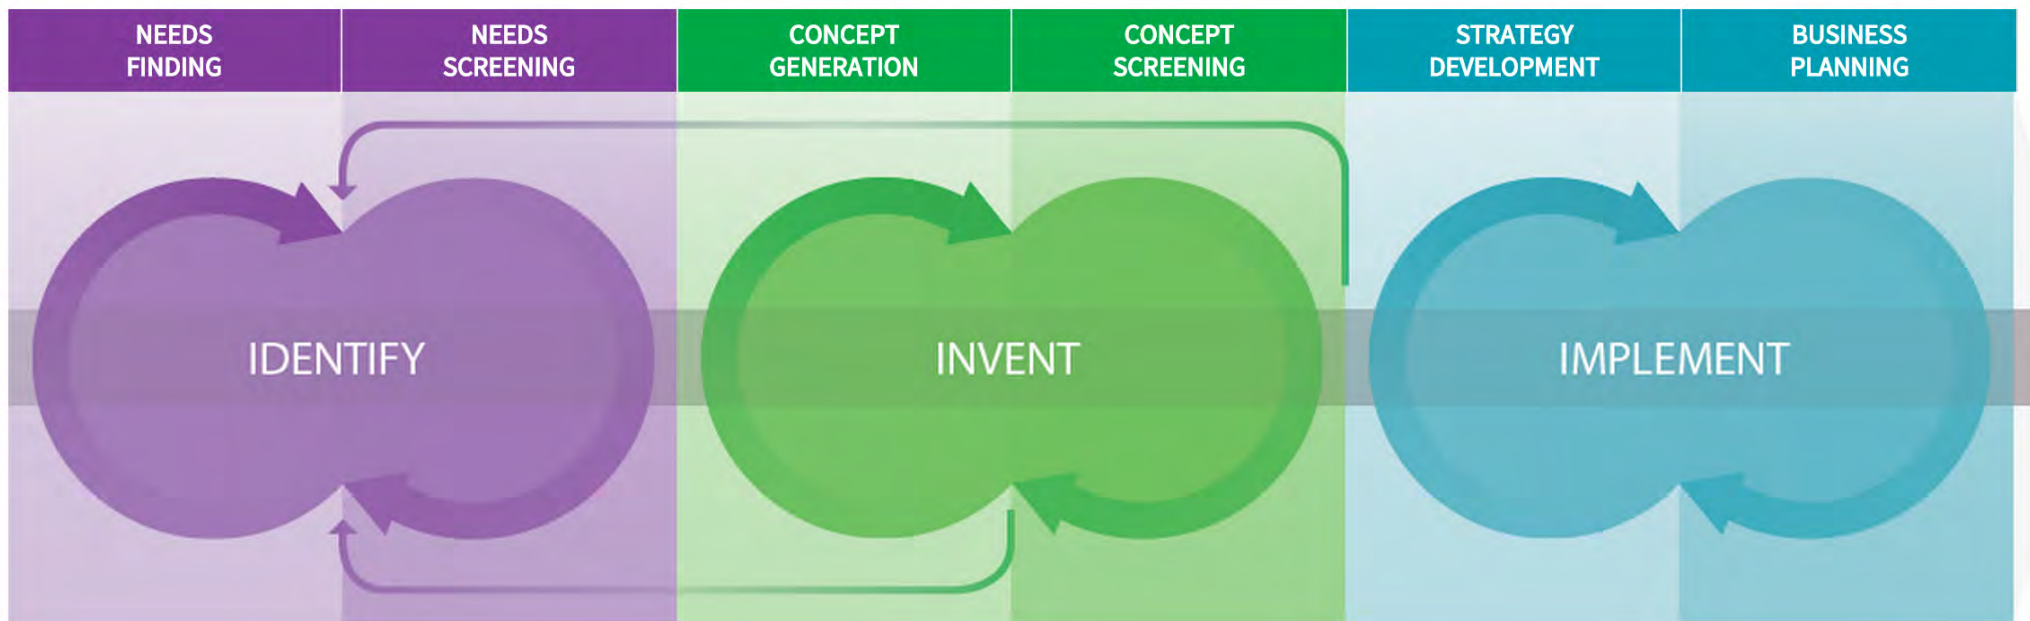 NEEDS
FINDING
NEEDS
SCREENING
CONCEPT
GENERATION
CONCEPT
SCREENING
STRATEGY
DEVELOPMENT
BUSINESS
PLANNING
IDENTIFY
INVENT
IMPLEMENT